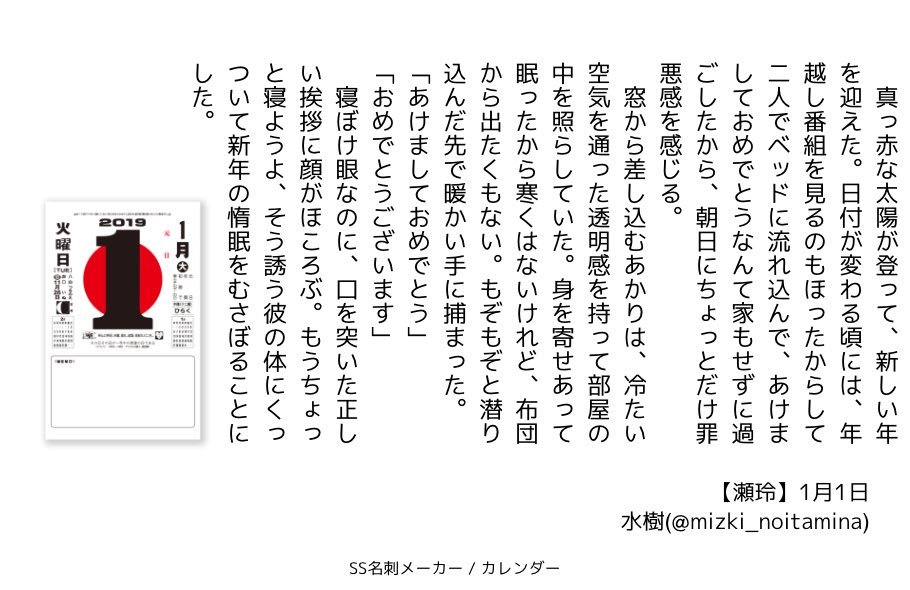 真っ赤な太陽が登って、新しい年
を迎えた。日付が変わる頃には、年
越し番組を見るのもほったからして
二人でベッドに流れ込んで、あけま
しておめでとうなんて家もせずに過
ごしたから、朝日にちょっとだけ罪
悪感を感じる。
　窓から差し込むあかりは、冷たい
空気を通った透明感を持って部屋の
中を照らしていた。身を寄せあって
眠ったから寒くはないけれど、布団
から出たくもない。もぞもぞと潜り
込んだ先で暖かい手に捕まった。
「あけましておめでとう」
「おめでとうございます」
　寝ぼけ眼なのに、口を突いた正し
い挨拶に顔がほころぶ。もうちょっ
と寝ようよ、そう誘う彼の体にくっ
ついて新年の惰眠をむさぼることに
した。
2019
1月
大
元日
1
火曜日
【瀬玲】1月1日
水樹(@mizki_noitamina)
SS名刺メーカー / カレンダー